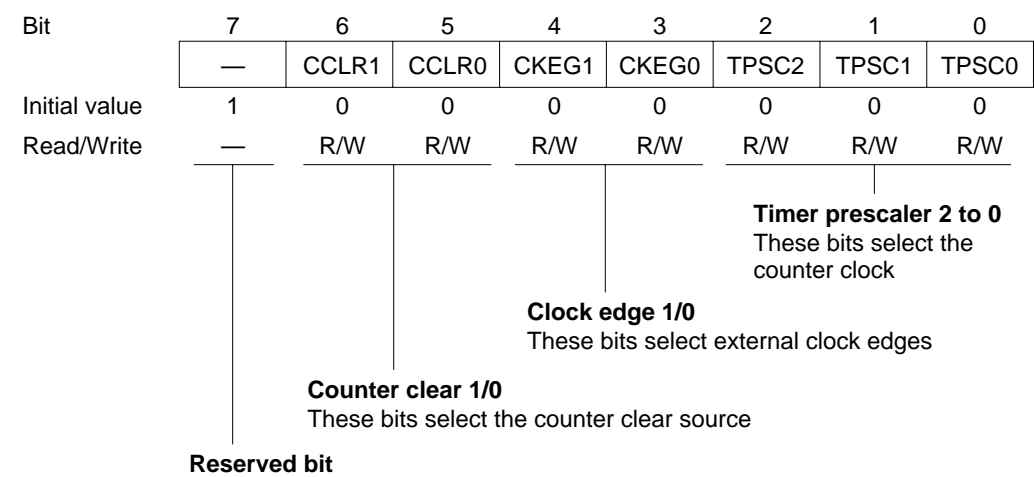 Bit 7 6 5 4 3 2 1 0
— CCLR1 CCLR0 CKEG1 CKEG0 TPSC2 TPSC1 TPSC0
Initial value 1 0 0 0 0 0 0 0
Read/Write — R/W R/W R/W R/W R/W R/W R/W
Timer prescaler 2 to 0
These bits select the
counter clock
Clock edge 1/0
These bits select external clock edges
Counter clear 1/0
These bits select the counter clear source
Reserved bit